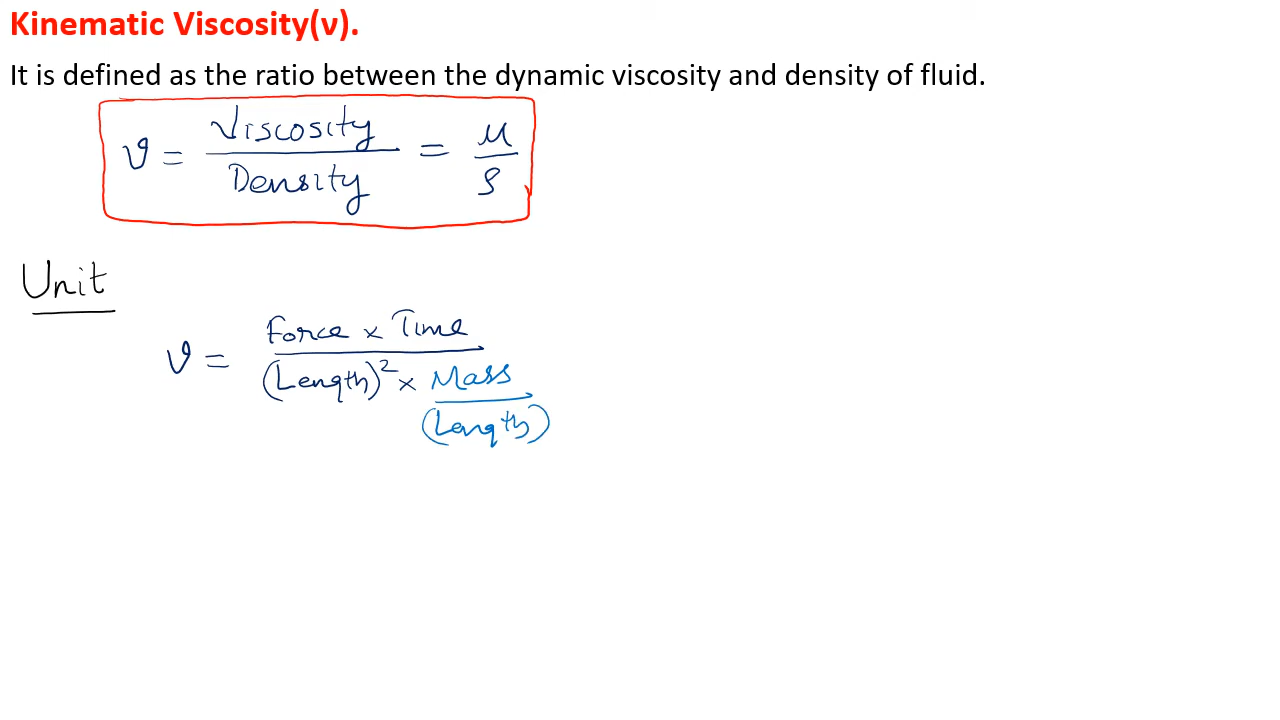 Kinematic Viscosity(ν).
It is defined as the ratio between the dynamic viscosity and density of fluid.
ϑ = Viscosity / Density = μ / ρ
Unit
ϑ = Force × Time / (Length)² × Mass / (Length)